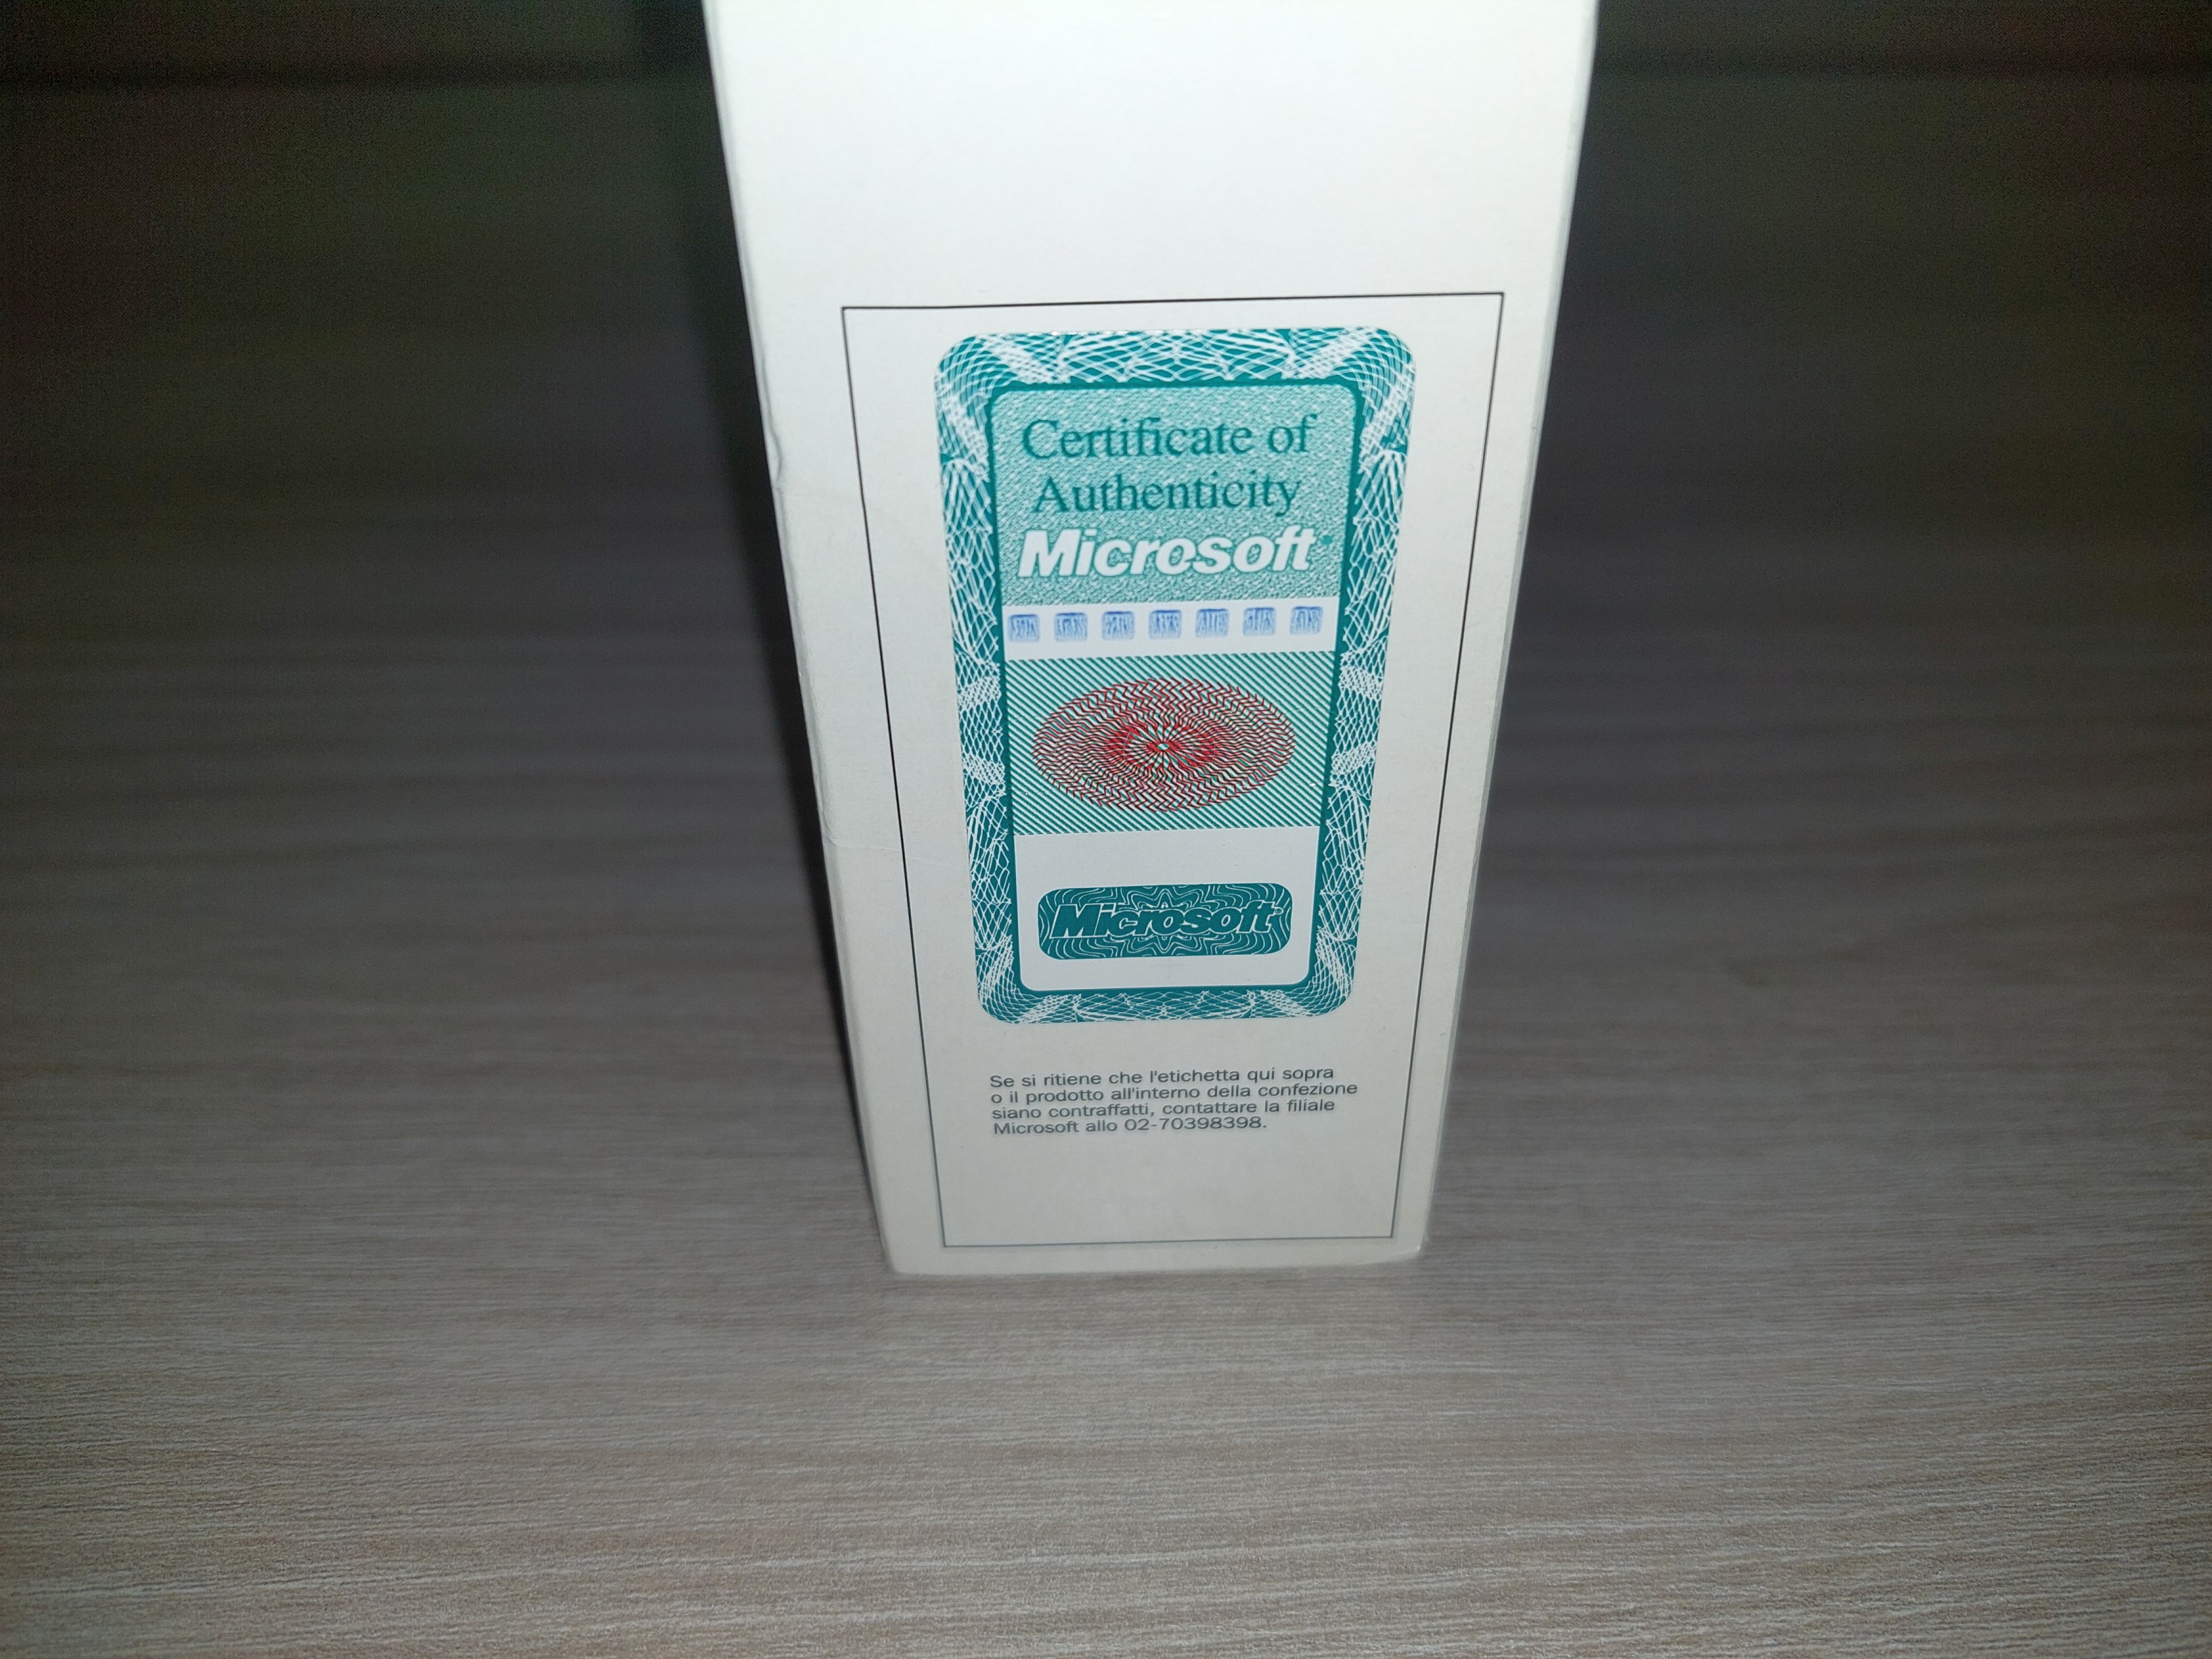 Certificate of
Authenticity
Microsoft
Microsoft
Se si ritiene che l'etichetta qui sopra
o il prodotto all'interno della confezione
siano contraffatti, contattare la filiale
Microsoft allo 02-70398398.